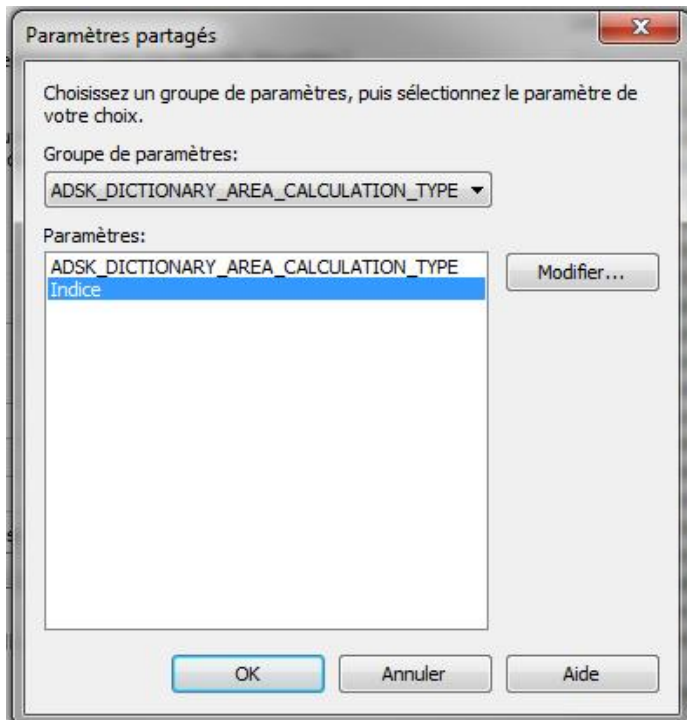 Paramètres partagés
Choisissez un groupe de paramètres, puis sélectionnez le paramètre de
votre choix.
Groupe de paramètres:
ADSK_DICTIONARY_AREA_CALCULATION_TYPE
Paramètres:
ADSK_DICTIONARY_AREA_CALCULATION_TYPE
Indice
Modifier...
OK
Annuler
Aide